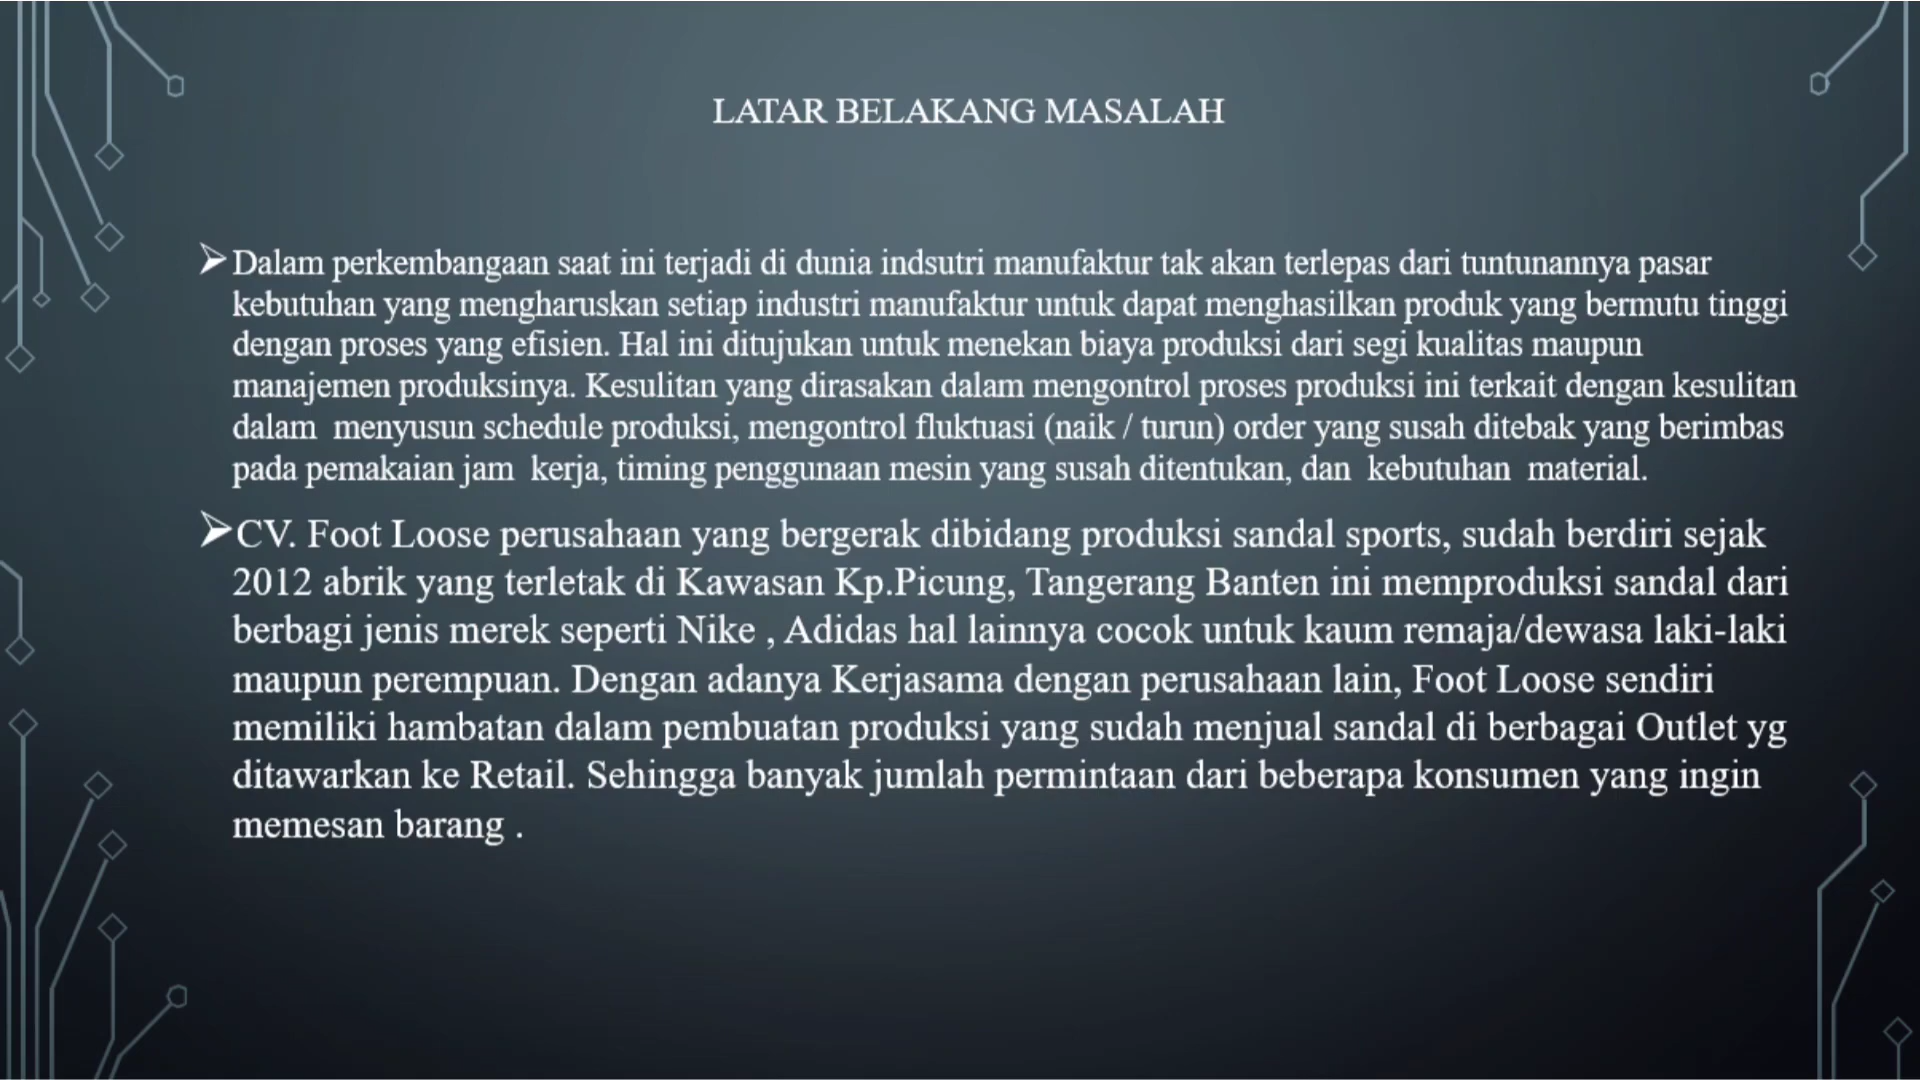 LATAR BELAKANG MASALAH
➢Dalam perkembangaan saat ini terjadi di dunia indsutri manufaktur tak akan terlepas dari tuntunannya pasar
kebutuhan yang mengharuskan setiap industri manufaktur untuk dapat menghasilkan produk yang bermutu tinggi
dengan proses yang efisien. Hal ini ditujukan untuk menekan biaya produksi dari segi kualitas maupun
manajemen produksinya. Kesulitan yang dirasakan dalam mengontrol proses produksi ini terkait dengan kesulitan
dalam  menyusun schedule produksi, mengontrol fluktuasi (naik / turun) order yang susah ditebak yang berimbas
pada pemakaian jam  kerja, timing penggunaan mesin yang susah ditentukan, dan  kebutuhan  material.
➢CV. Foot Loose perusahaan yang bergerak dibidang produksi sandal sports, sudah berdiri sejak
2012 abrik yang terletak di Kawasan Kp.Picung, Tangerang Banten ini memproduksi sandal dari
berbagi jenis merek seperti Nike , Adidas hal lainnya cocok untuk kaum remaja/dewasa laki-laki
maupun perempuan. Dengan adanya Kerjasama dengan perusahaan lain, Foot Loose sendiri
memiliki hambatan dalam pembuatan produksi yang sudah menjual sandal di berbagai Outlet yg
ditawarkan ke Retail. Sehingga banyak jumlah permintaan dari beberapa konsumen yang ingin
memesan barang .